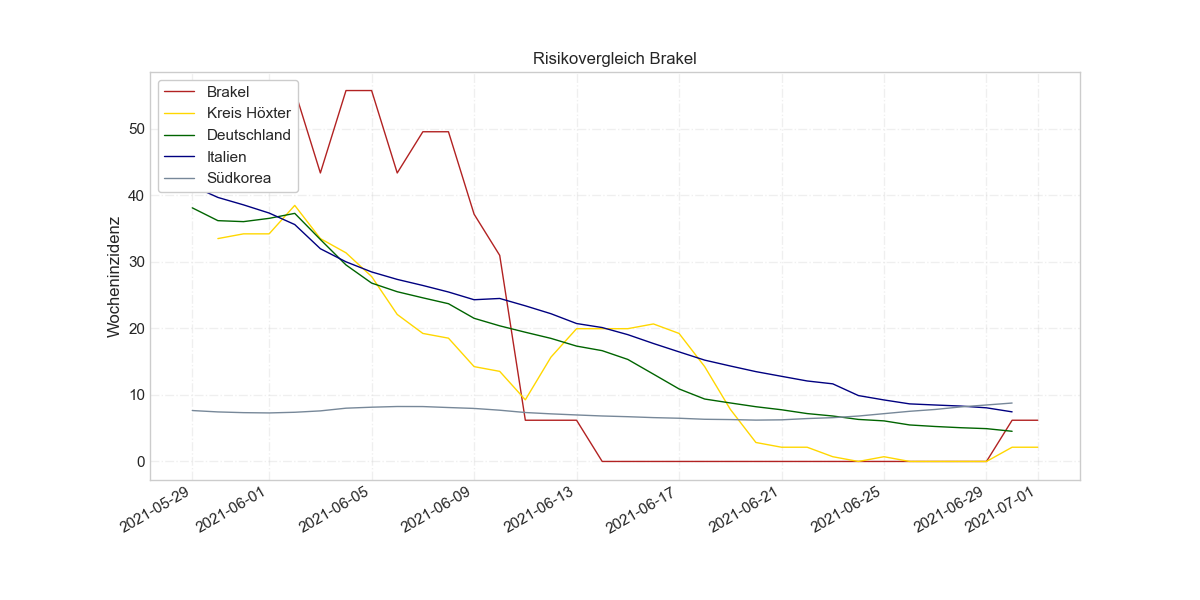 Risikovergleich Brakel
Brakel
Kreis Höxter
Deutschland
Italien
Südkorea
Wocheninzidenz
50
40
30
20
10
0
2021-05-29
2021-06-01
2021-06-05
2021-06-09
2021-06-13
2021-06-17
2021-06-21
2021-06-25
2021-06-29
2021-07-01